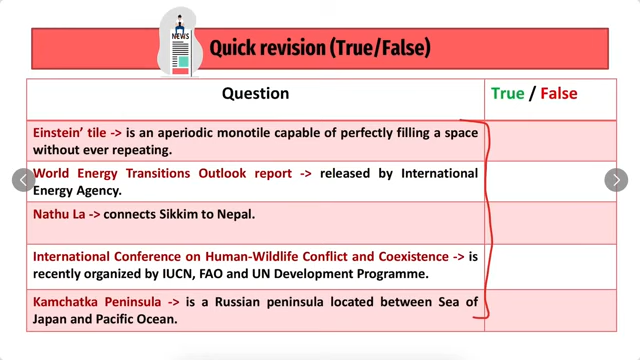 NEWS
Quick revision (True/False)
Question
True / False
Einstein’ tile -> is an aperiodic monotile capable of perfectly filling a space
without ever repeating.
World Energy Transitions Outlook report -> released by International
Energy Agency.
Nathu La -> connects Sikkim to Nepal.
International Conference on Human-Wildlife Conflict and Coexistence -> is
recently organized by IUCN, FAO and UN Development Programme.
Kamchatka Peninsula -> is a Russian peninsula located between Sea of
Japan and Pacific Ocean.